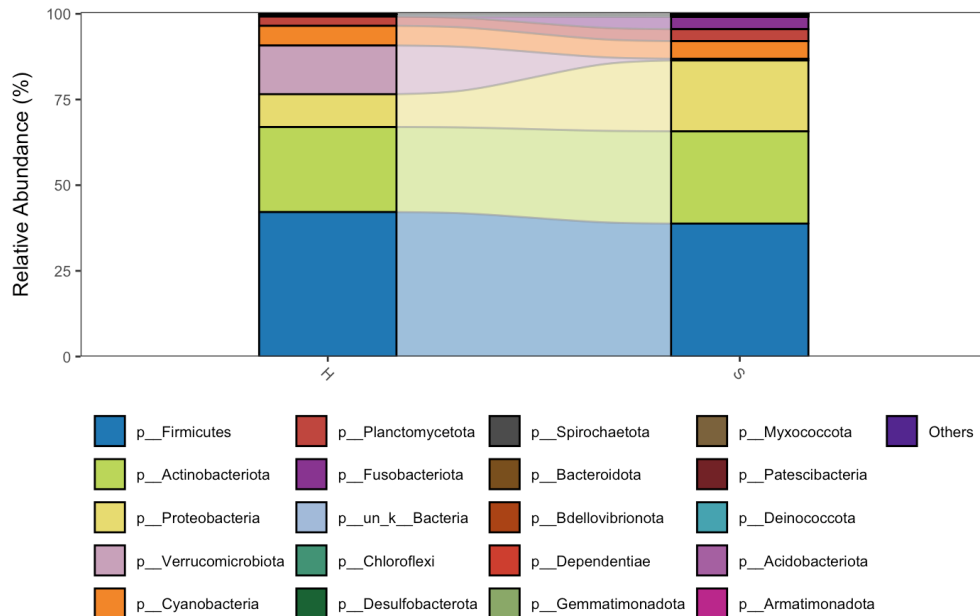 Relative Abundance (%)
100
75
50
25
0
H
S
p__Firmicutes
p__Planctomycetota
p__Spirochaetota
p__Myxococcota
Others
p__Actinobacteriota
p__Fusobacteriota
p__Bacteroidota
p__Patescibacteria
p__Proteobacteria
p__un_k__Bacteria
p__Bdellovibrionota
p__Deinococcota
p__Verrucomicrobiota
p__Chloroflexi
p__Dependentiae
p__Acidobacteriota
p__Cyanobacteria
p__Desulfobacterota
p__Gemmatimonadota
p__Armatimonadota